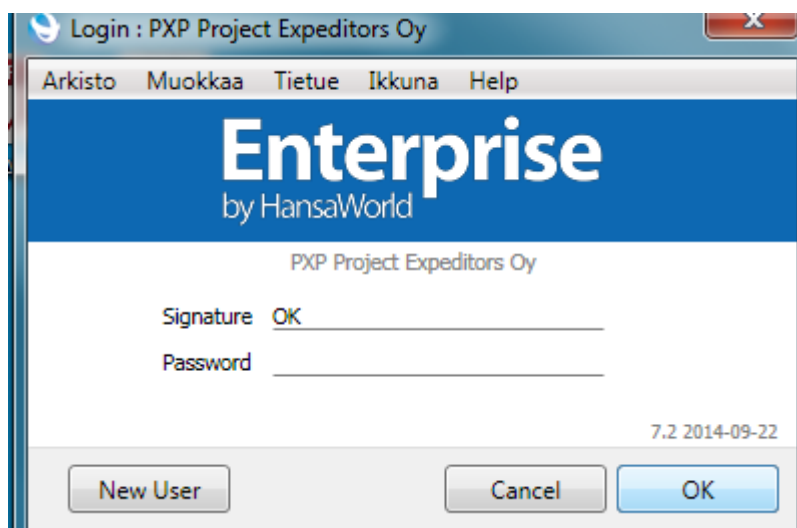 Login : PXP Project Expeditors Oy
Arkisto Muokkaa Tietue Ikkuna Help
Enterprise
by HansaWorld
PXP Project Expeditors Oy
Signature OK
Password
7.2 2014-09-22
New User Cancel OK